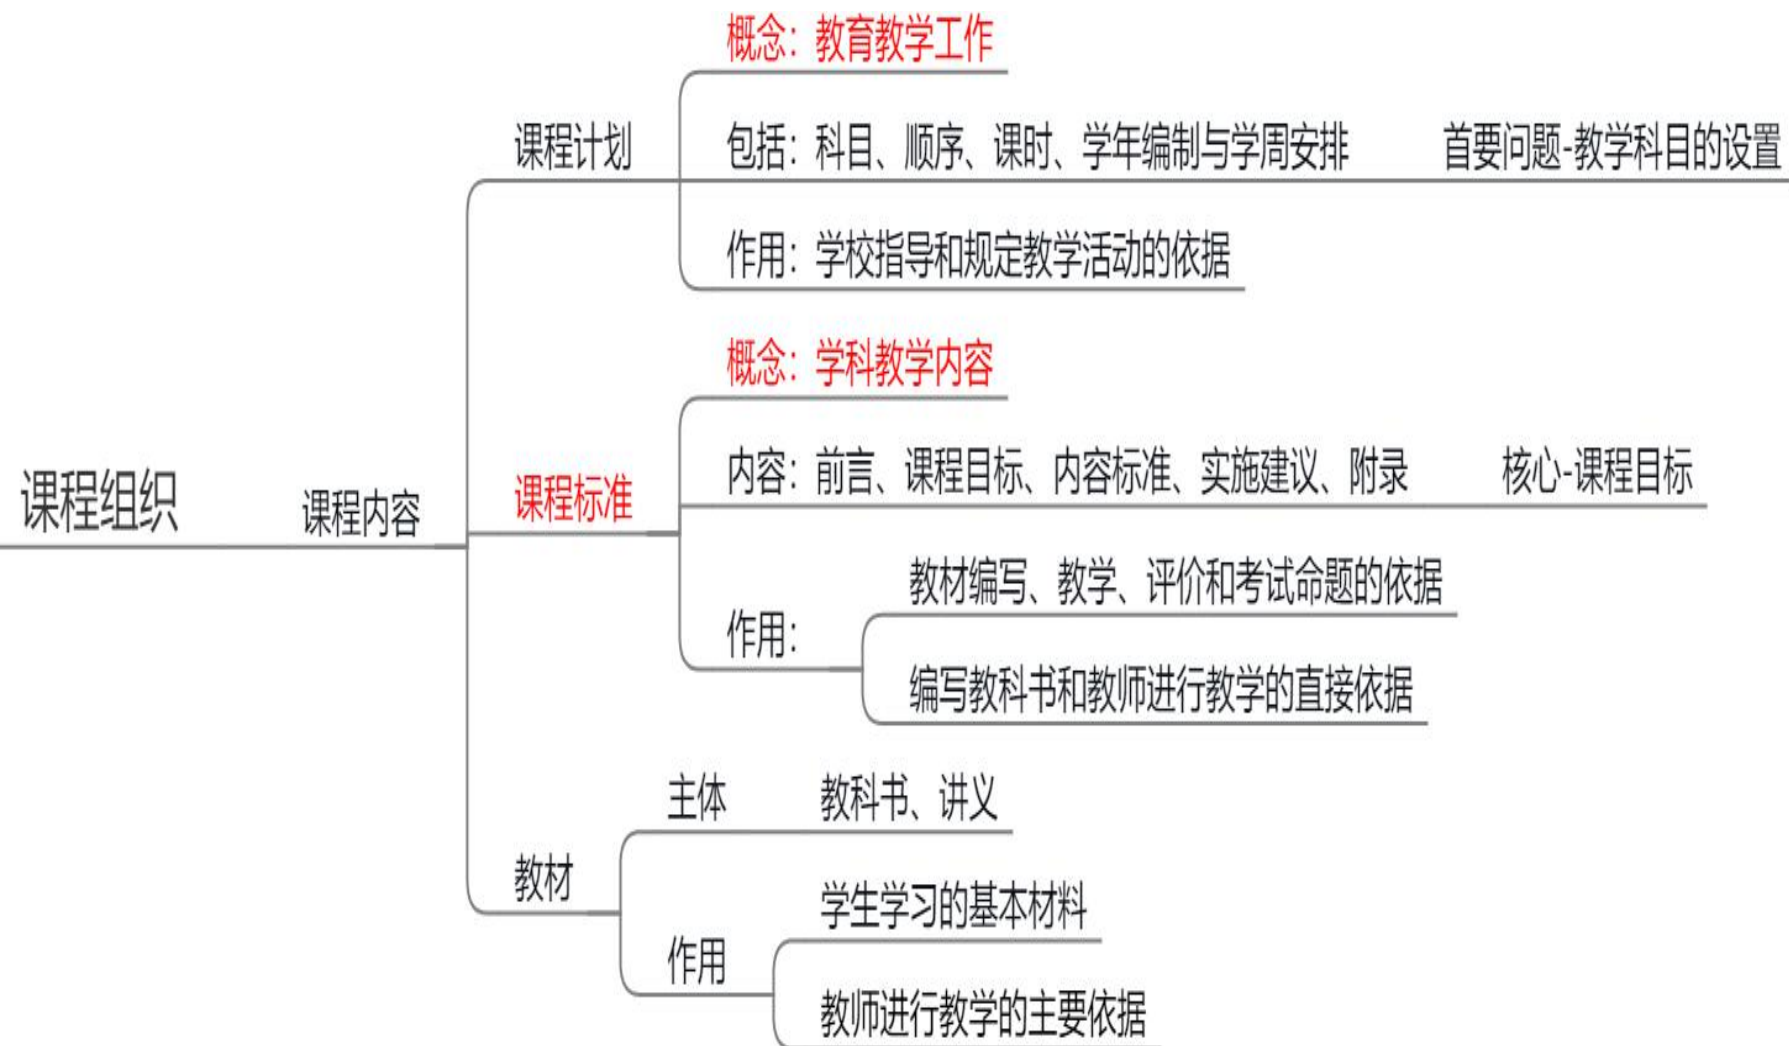 概念：教育教学工作
课程计划
包括：科目、顺序、课时、学年编制与学周安排
首要问题-教学科目的设置
作用：学校指导和规定教学活动的依据
概念：学科教学内容
课程组织
课程内容
课程标准
内容：前言、课程目标、内容标准、实施建议、附录
核心-课程目标
教材编写、教学、评价和考试命题的依据
作用：
编写教科书和教师进行教学的直接依据
主体
教科书、讲义
教材
学生学习的基本材料
作用
教师进行教学的主要依据